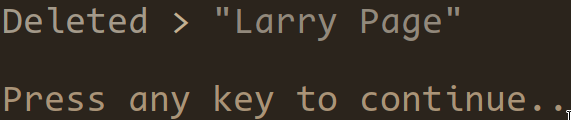 Deleted > "Larry Page"
Press any key to continue...